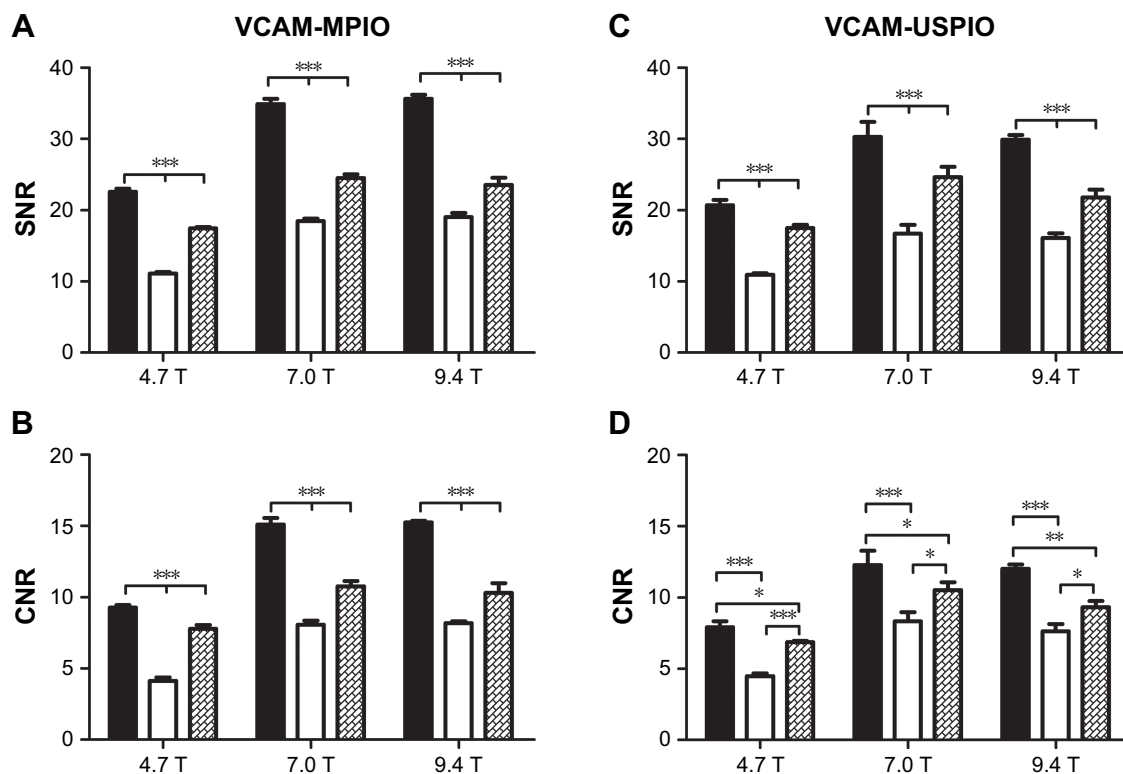 A
VCAM-MPIO
SNR
40
30
20
10
0
***
***
***
4.7 T
7.0 T
9.4 T
C
VCAM-USPIO
SNR
40
30
20
10
0
***
***
***
4.7 T
7.0 T
9.4 T
B
CNR
20
15
10
5
0
***
***
***
4.7 T
7.0 T
9.4 T
D
CNR
20
15
10
5
0
***
*
***
***
*
*
***
**
*
4.7 T
7.0 T
9.4 T